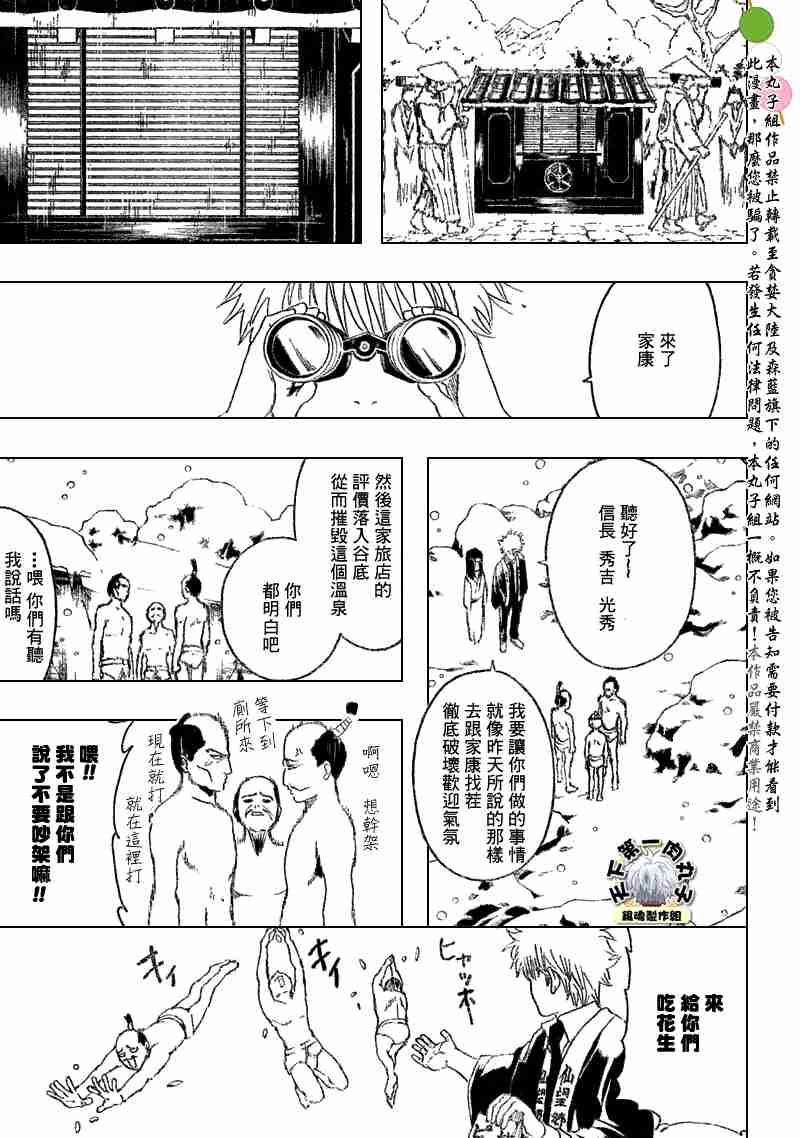 來了
家康
聽好了~~
信長 秀吉 光秀
我要讓你們做的事情
就像昨天所說的那樣
去跟家康找茬
徹底破壞歡迎氣氛
然後這家旅店的
評價落入谷底
從而摧毀這個溫泉
你們
都明白吧
…喂 你們有聽
我說話嗎
啊嗯 想幹架
等下到
廁所來
現在就打
就在這裡打
喂!!
我不是跟你們
說了不要吵架嘛!!
來
給你們
吃花生
ヒャッホ
キィ
キィ
仙望鄉
天下第一肉丸子
銀魂製作組
本丸子組作品禁止轉載至貪婪大陸及森藍旗下的任何網站。如果您被告知需要付款才能看到
此漫畫，那麼您被騙了。若發生任何法律問題，本丸子組一概不負責！本作品嚴禁商業用途！